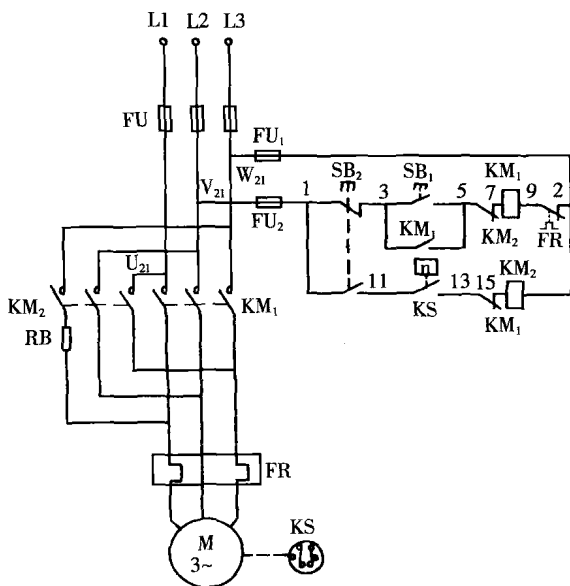 L1 L2 L3
FU
FU₁
W₂₁
V₂₁
FU₂
1
SB₂
3
SB₁
5
KM₁
7
KM₁
9
2
KM₂
FR
U₂₁
11
n
KS
13
15
KM₂
KM₁
KM₂
KM₁
RB
FR
M
3~
KS